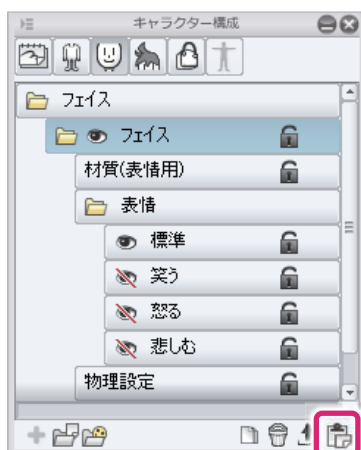 キャラクター構成
フェイス
フェイス
材質(表情用)
表情
標準
笑う
怒る
悲しむ
物理設定